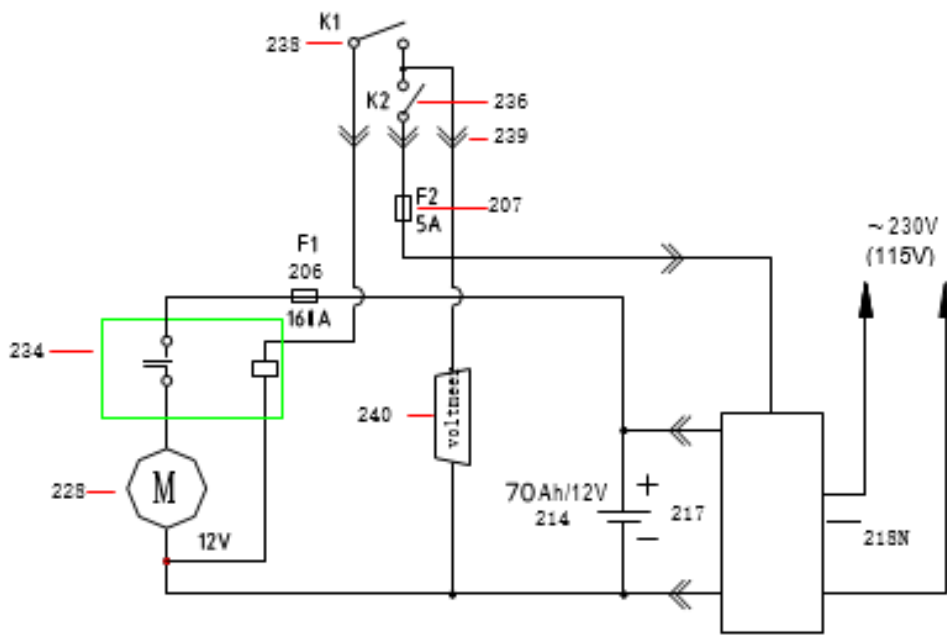 K1
238
K2
236
239
F2
207
5A
~230V
(115V)
F1
206
234
240
voltmeer
M
228
70Ah/12V
+
214
217
218N
12V
−